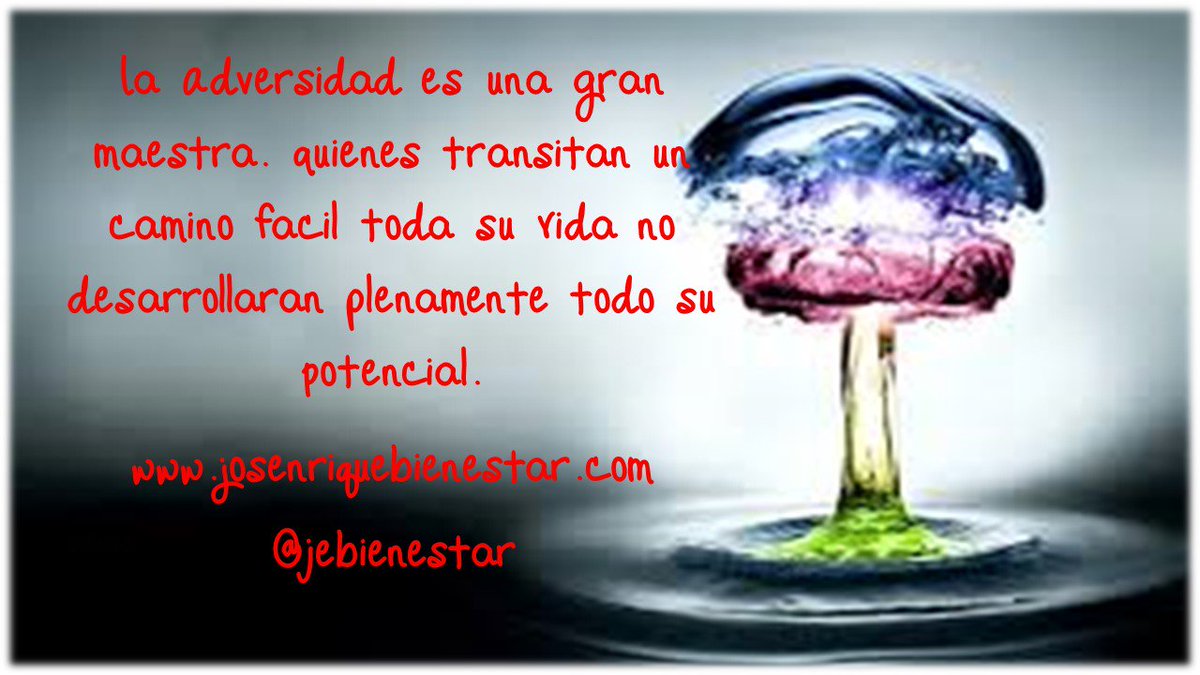 la adversidad es una gran
maestra. quienes transitan un
camino facil toda su vida no
desarrollaran plenamente todo su
potencial.
www.josenriquebienestar.com
@jebienestar